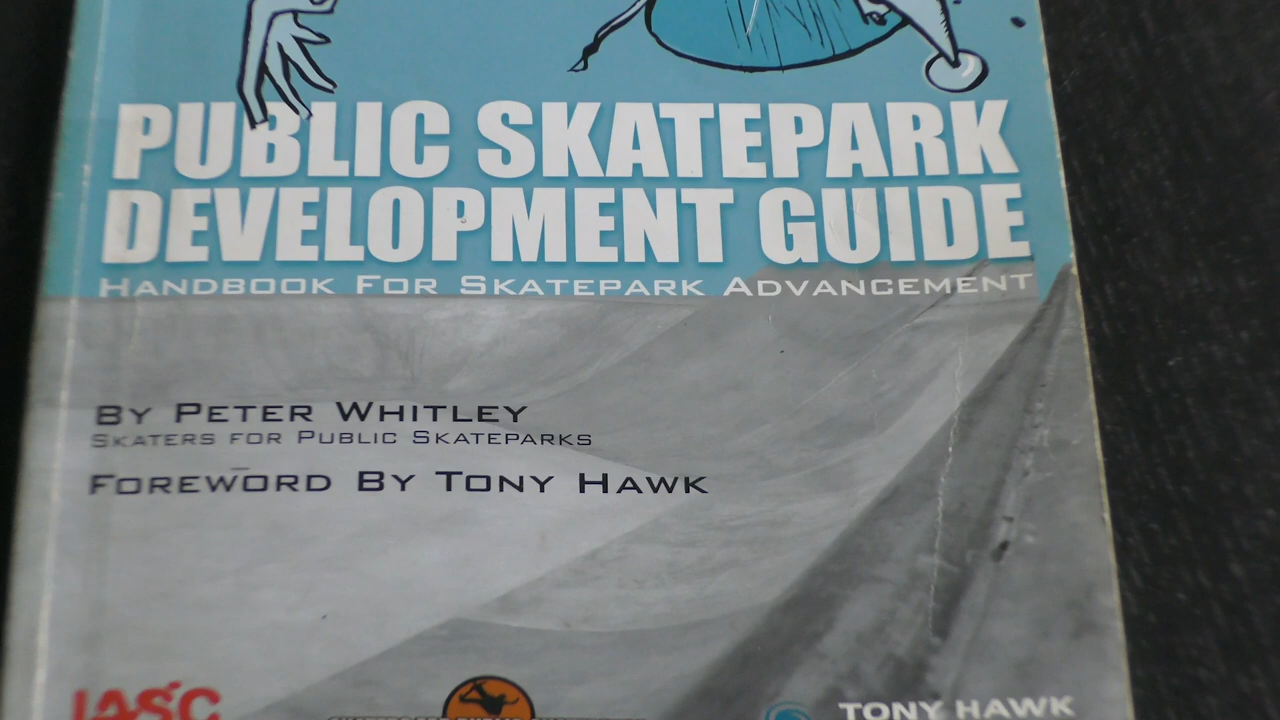 PUBLIC SKATEPARK
DEVELOPMENT GUIDE
HANDBOOK FOR SKATEPARK ADVANCEMENT
BY PETER WHITLEY
SKATERS FOR PUBLIC SKATEPARKS
FOREWORD BY TONY HAWK
IASC
TONY HAWK